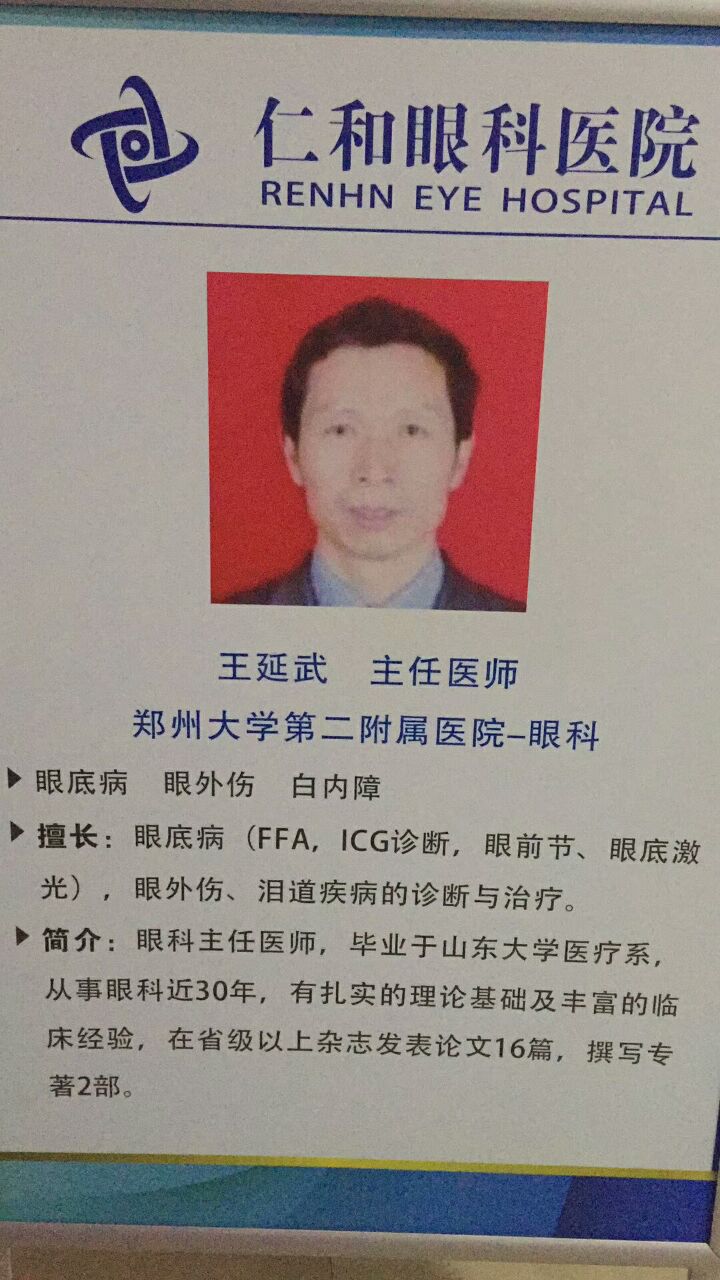 仁和眼科医院
RENHN EYE HOSPITAL
王延武 主任医师
郑州大学第二附属医院-眼科
眼底病 眼外伤 白内障
擅长：眼底病（FFA，ICG诊断，眼前节、眼底激
光），眼外伤、泪道疾病的诊断与治疗。
简介：眼科主任医师，毕业于山东大学医疗系，
从事眼科近30年，有扎实的理论基础及丰富的临
床经验，在省级以上杂志发表论文16篇，撰写专
著2部。